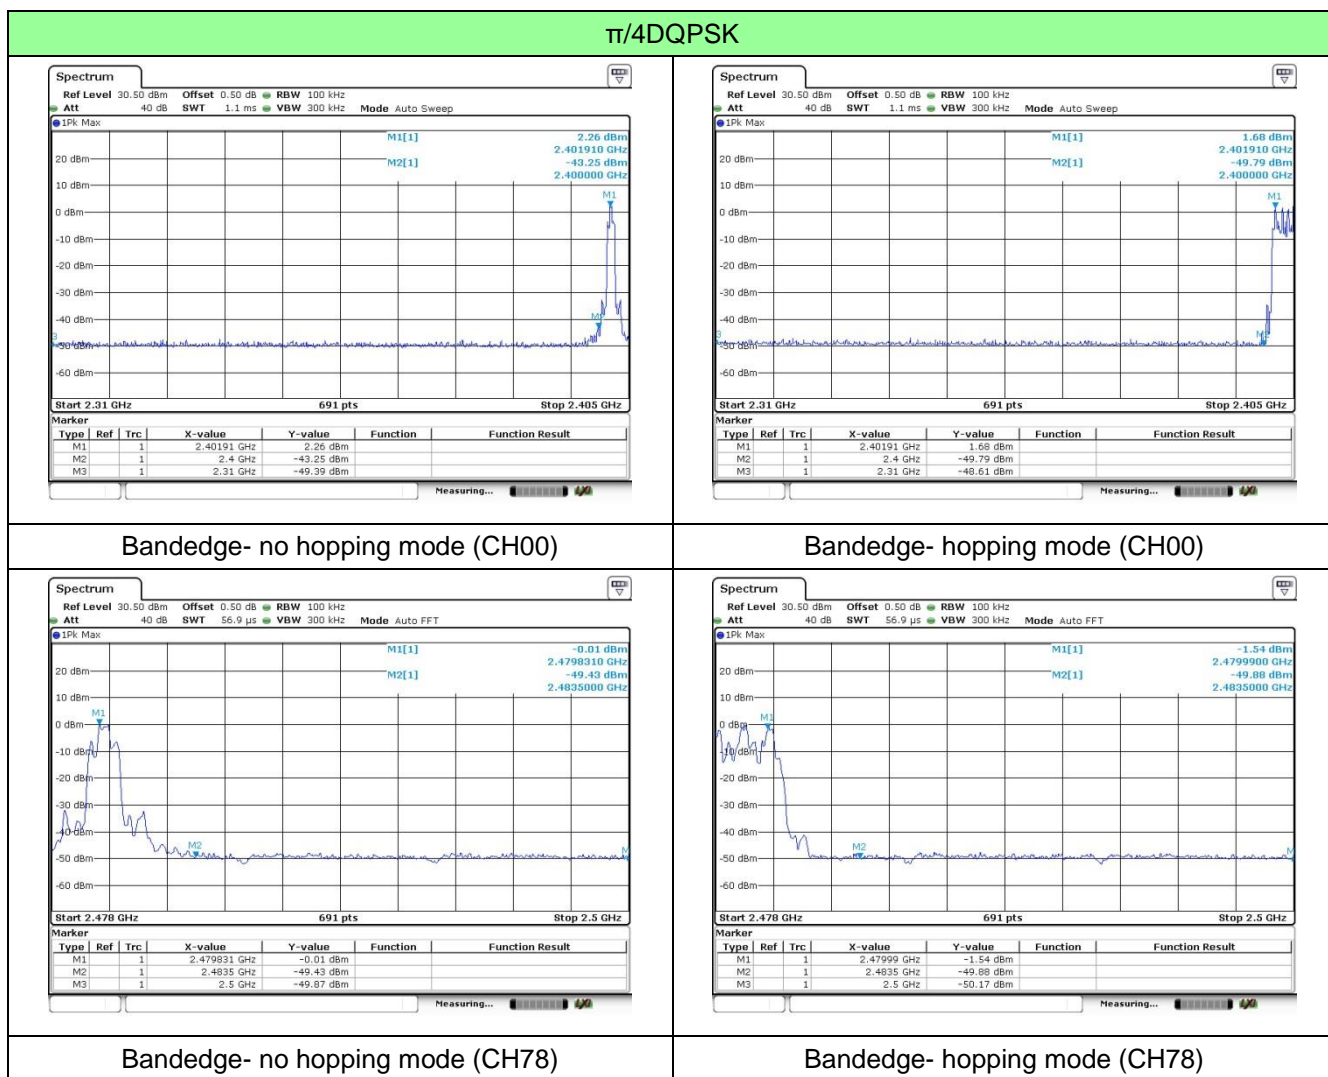 π/4DQPSK
Spectrum
Ref Level 30.50 dBm Offset 0.50 dB RBW 100 kHz
Att 40 dB SWT 1.1 ms VBW 300 kHz Mode Auto Sweep
1Pk Max
M1[1] 2.26 dBm
2.401910 GHz
20 dBm M2[1] -43.25 dBm
2.400000 GHz
10 dBm
M1
0 dBm
-10 dBm
-20 dBm
-30 dBm
-40 dBm
-50 dBm
-60 dBm
Start 2.31 GHz 691 pts Stop 2.405 GHz
Marker
Type Ref Trc X-value Y-value Function Function Result
M1 1 2.40191 GHz 2.26 dBm
M2 1 2.4 GHz -43.25 dBm
M3 1 2.31 GHz -49.39 dBm
Measuring...
Bandedge- no hopping mode (CH00)
Spectrum
Ref Level 30.50 dBm Offset 0.50 dB RBW 100 kHz
Att 40 dB SWT 1.1 ms VBW 300 kHz Mode Auto Sweep
1Pk Max
M1[1] 1.68 dBm
2.401910 GHz
20 dBm M2[1] -49.79 dBm
2.400000 GHz
10 dBm
M1
0 dBm
-10 dBm
-20 dBm
-30 dBm
-40 dBm
-50 dBm
-60 dBm
Start 2.31 GHz 691 pts Stop 2.405 GHz
Marker
Type Ref Trc X-value Y-value Function Function Result
M1 1 2.40191 GHz 1.68 dBm
M2 1 2.4 GHz -49.79 dBm
M3 1 2.31 GHz -48.61 dBm
Measuring...
Bandedge- hopping mode (CH00)
Spectrum
Ref Level 30.50 dBm Offset 0.50 dB RBW 100 kHz
Att 40 dB SWT 56.9 µs VBW 300 kHz Mode Auto FFT
1Pk Max
M1[1] -0.01 dBm
2.4798310 GHz
20 dBm M2[1] -49.43 dBm
2.4835000 GHz
10 dBm
M1
0 dBm
-10 dBm
-20 dBm
-30 dBm
-40 dBm
M2
-50 dBm
-60 dBm
Start 2.478 GHz 691 pts Stop 2.5 GHz
Marker
Type Ref Trc X-value Y-value Function Function Result
M1 1 2.479831 GHz -0.01 dBm
M2 1 2.4835 GHz -49.43 dBm
M3 1 2.5 GHz -49.87 dBm
Measuring...
Bandedge- no hopping mode (CH78)
Spectrum
Ref Level 30.50 dBm Offset 0.50 dB RBW 100 kHz
Att 40 dB SWT 56.9 µs VBW 300 kHz Mode Auto FFT
1Pk Max
M1[1] -1.54 dBm
2.4799900 GHz
20 dBm M2[1] -49.88 dBm
2.4835000 GHz
10 dBm
M1
0 dBm
-10 dBm
-20 dBm
-30 dBm
-40 dBm
M2
-50 dBm
-60 dBm
Start 2.478 GHz 691 pts Stop 2.5 GHz
Marker
Type Ref Trc X-value Y-value Function Function Result
M1 1 2.47999 GHz -1.54 dBm
M2 1 2.4835 GHz -49.88 dBm
M3 1 2.5 GHz -50.17 dBm
Measuring...
Bandedge- hopping mode (CH78)